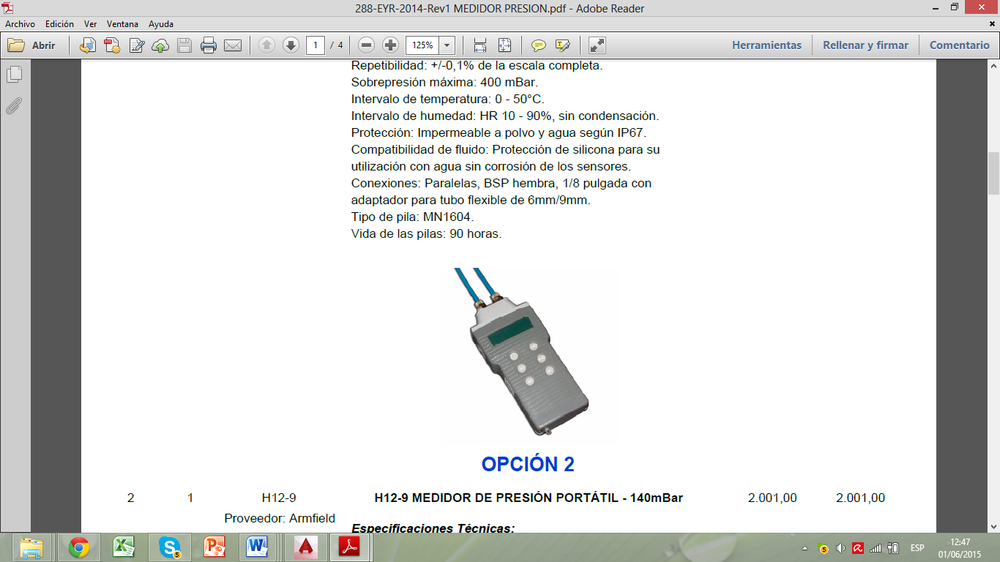 288-EYR-2014-Rev1 MEDIDOR PRESION.pdf - Adobe Reader
Archivo Edición Ver Ventana Ayuda
Abrir 1 / 4 125% Herramientas Rellenar y firmar Comentario
Repetibilidad: +/-0,1% de la escala completa.
Sobrepresión máxima: 400 mBar.
Intervalo de temperatura: 0 - 50°C.
Intervalo de humedad: HR 10 - 90%, sin condensación.
Protección: Impermeable a polvo y agua según IP67.
Compatibilidad de fluido: Protección de silicona para su
utilización con agua sin corrosión de los sensores.
Conexiones: Paralelas, BSP hembra, 1/8 pulgada con
adaptador para tubo flexible de 6mm/9mm.
Tipo de pila: MN1604.
Vida de las pilas: 90 horas.
OPCIÓN 2
2 1 H12-9 H12-9 MEDIDOR DE PRESIÓN PORTÁTIL - 140mBar 2.001,00 2.001,00
Proveedor: Armfield
Especificaciones Técnicas:
ESP
12:47
01/06/2015